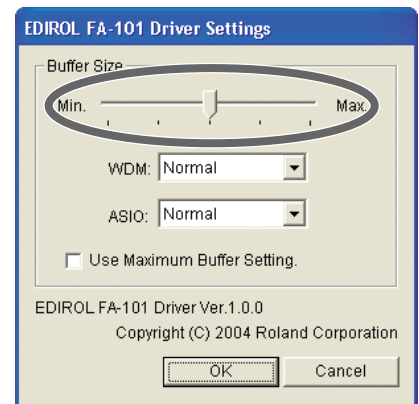 EDIROL FA-101 Driver Settings
Buffer Size
Min. Max.
WDM: Normal
ASIO: Normal
Use Maximum Buffer Setting.
EDIROL FA-101 Driver Ver.1.0.0
Copyright (C) 2004 Roland Corporation
OK Cancel